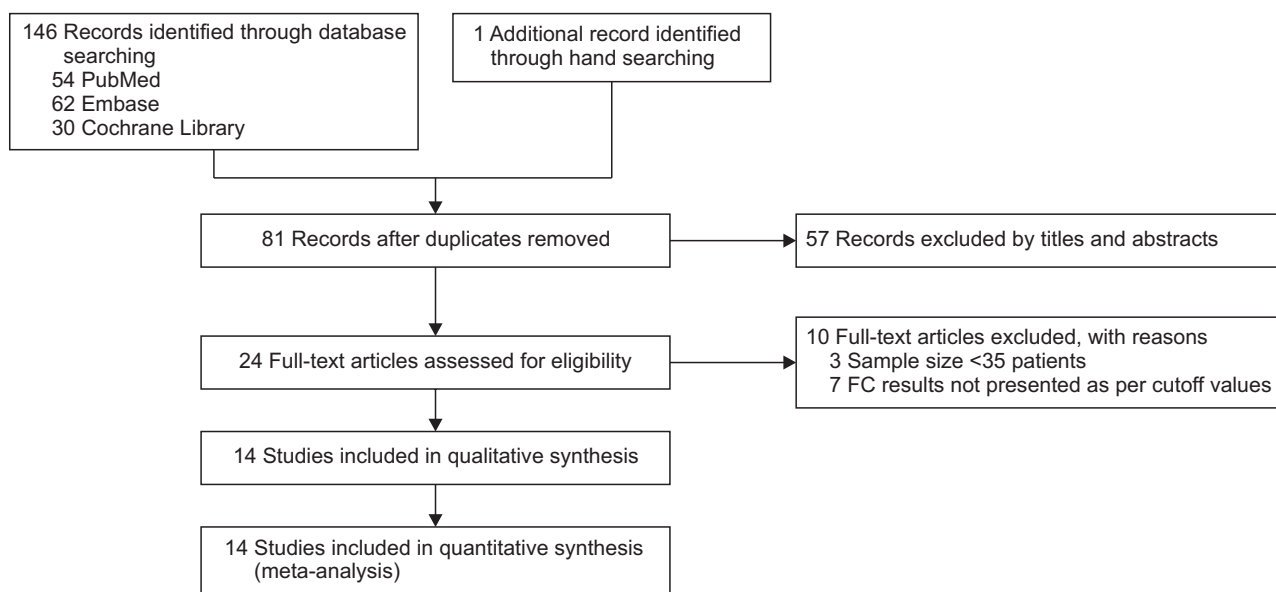 146 Records identified through database
searching
54 PubMed
62 Embase
30 Cochrane Library
1 Additional record identified
through hand searching
81 Records after duplicates removed
57 Records excluded by titles and abstracts
24 Full-text articles assessed for eligibility
10 Full-text articles excluded, with reasons
3 Sample size <35 patients
7 FC results not presented as per cutoff values
14 Studies included in qualitative synthesis
14 Studies included in quantitative synthesis
(meta-analysis)